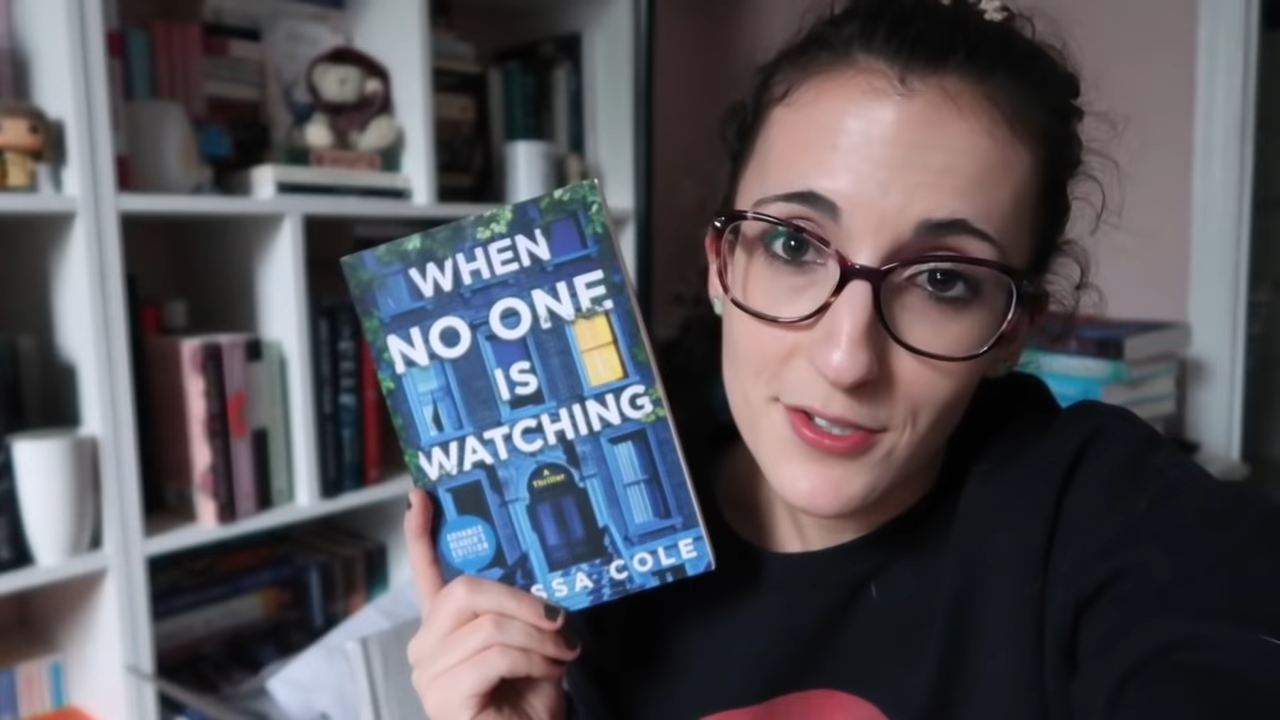 WHEN
NO ONE
IS
WATCHING
A
Thriller
ADVANCE
READER'S
EDITION
SSA COLE